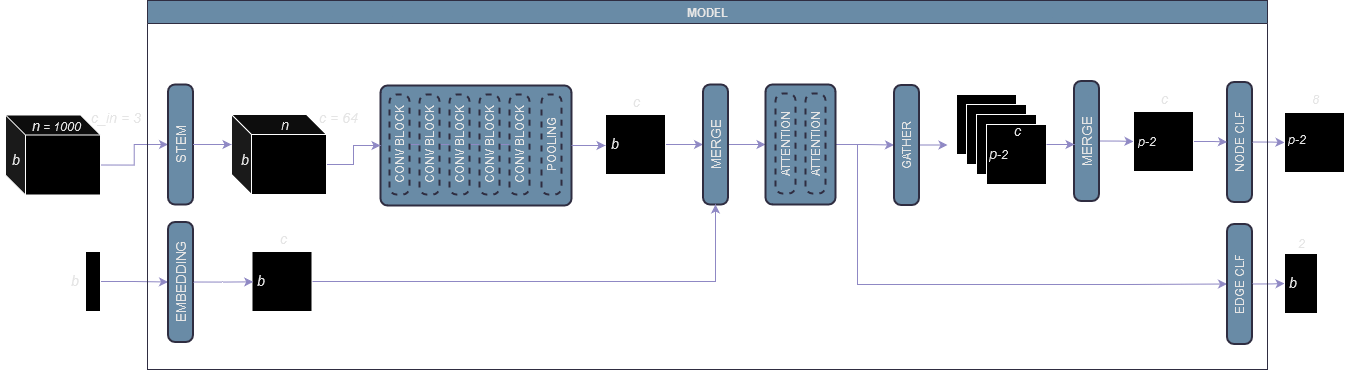 MODEL
n = 1000
c_in = 3
b
STEM
n
c = 64
b
CONV BLOCK
CONV BLOCK
CONV BLOCK
CONV BLOCK
CONV BLOCK
POOLING
c
b
MERGE
ATTENTION
ATTENTION
GATHER
c
p-2
MERGE
c
p-2
NODE CLF
8
p-2
b
EMBEDDING
c
b
EDGE CLF
2
b